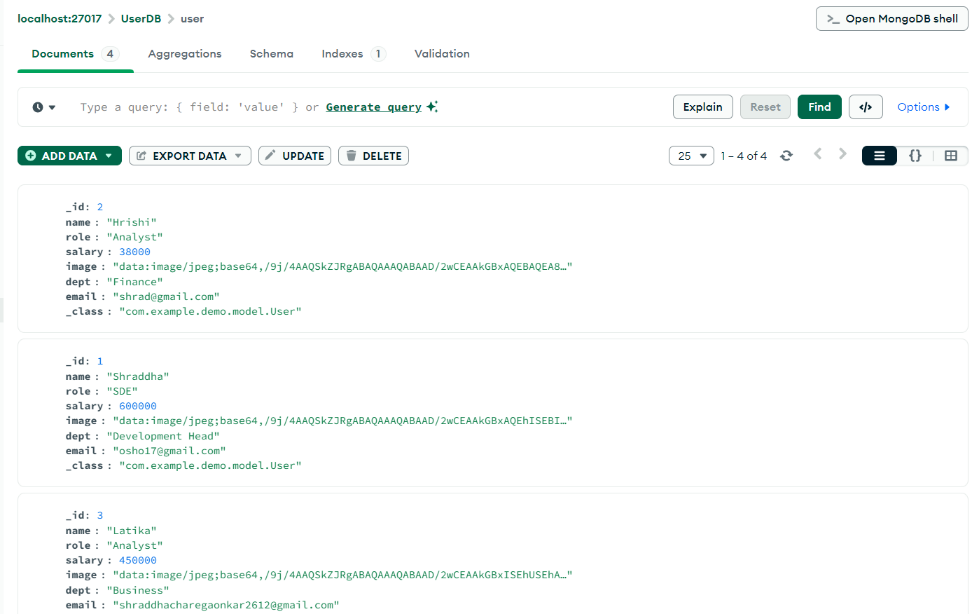 localhost:27017 > UserDB > user
>_ Open MongoDB shell
Documents 4 Aggregations Schema Indexes 1 Validation
Type a query: { field: 'value' } or Generate query
Explain Reset Find </> Options
ADD DATA EXPORT DATA UPDATE DELETE 25 1 – 4 of 4 {}
_id: 2
name : "Hrishi"
role : "Analyst"
salary : 38000
image : "data:image/jpeg;base64,/9j/4AAQSkZJRgABAQAAAQABAAD/2wCEAAkGBxAQEBAQEA8…"
dept : "Finance"
email : "shrad@gmail.com"
_class : "com.example.demo.model.User"
_id: 1
name : "Shraddha"
role : "SDE"
salary : 600000
image : "data:image/jpeg;base64,/9j/4AAQSkZJRgABAQAAAQABAAD/2wCEAAkGBxAQEhISEBI…"
dept : "Development Head"
email : "osho17@gmail.com"
_class : "com.example.demo.model.User"
_id: 3
name : "Latika"
role : "Analyst"
salary : 450000
image : "data:image/jpeg;base64,/9j/4AAQSkZJRgABAQAAAQABAAD/2wCEAAkGBxISEhUSEhA…"
dept : "Business"
email : "shraddhacharegaonkar2612@gmail.com"